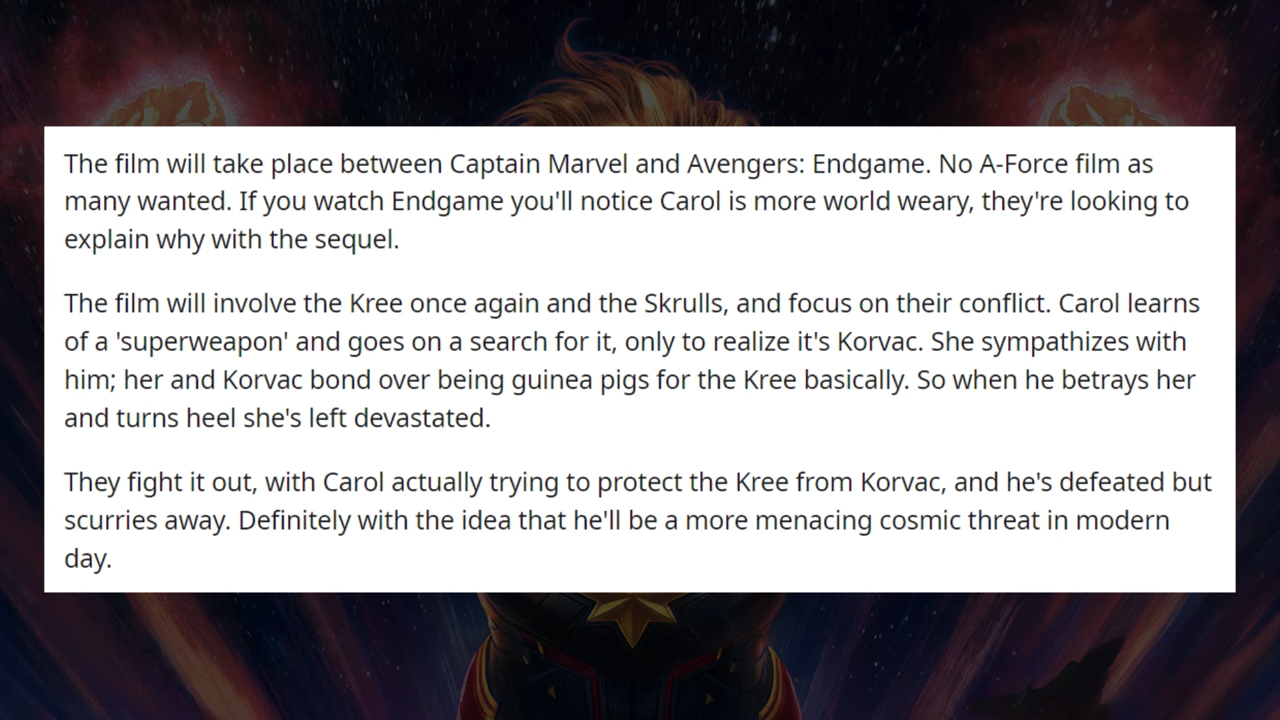 The film will take place between Captain Marvel and Avengers: Endgame. No A-Force film as
many wanted. If you watch Endgame you'll notice Carol is more world weary, they're looking to
explain why with the sequel.
The film will involve the Kree once again and the Skrulls, and focus on their conflict. Carol learns
of a 'superweapon' and goes on a search for it, only to realize it's Korvac. She sympathizes with
him; her and Korvac bond over being guinea pigs for the Kree basically. So when he betrays her
and turns heel she's left devastated.
They fight it out, with Carol actually trying to protect the Kree from Korvac, and he's defeated but
scurries away. Definitely with the idea that he'll be a more menacing cosmic threat in modern
day.